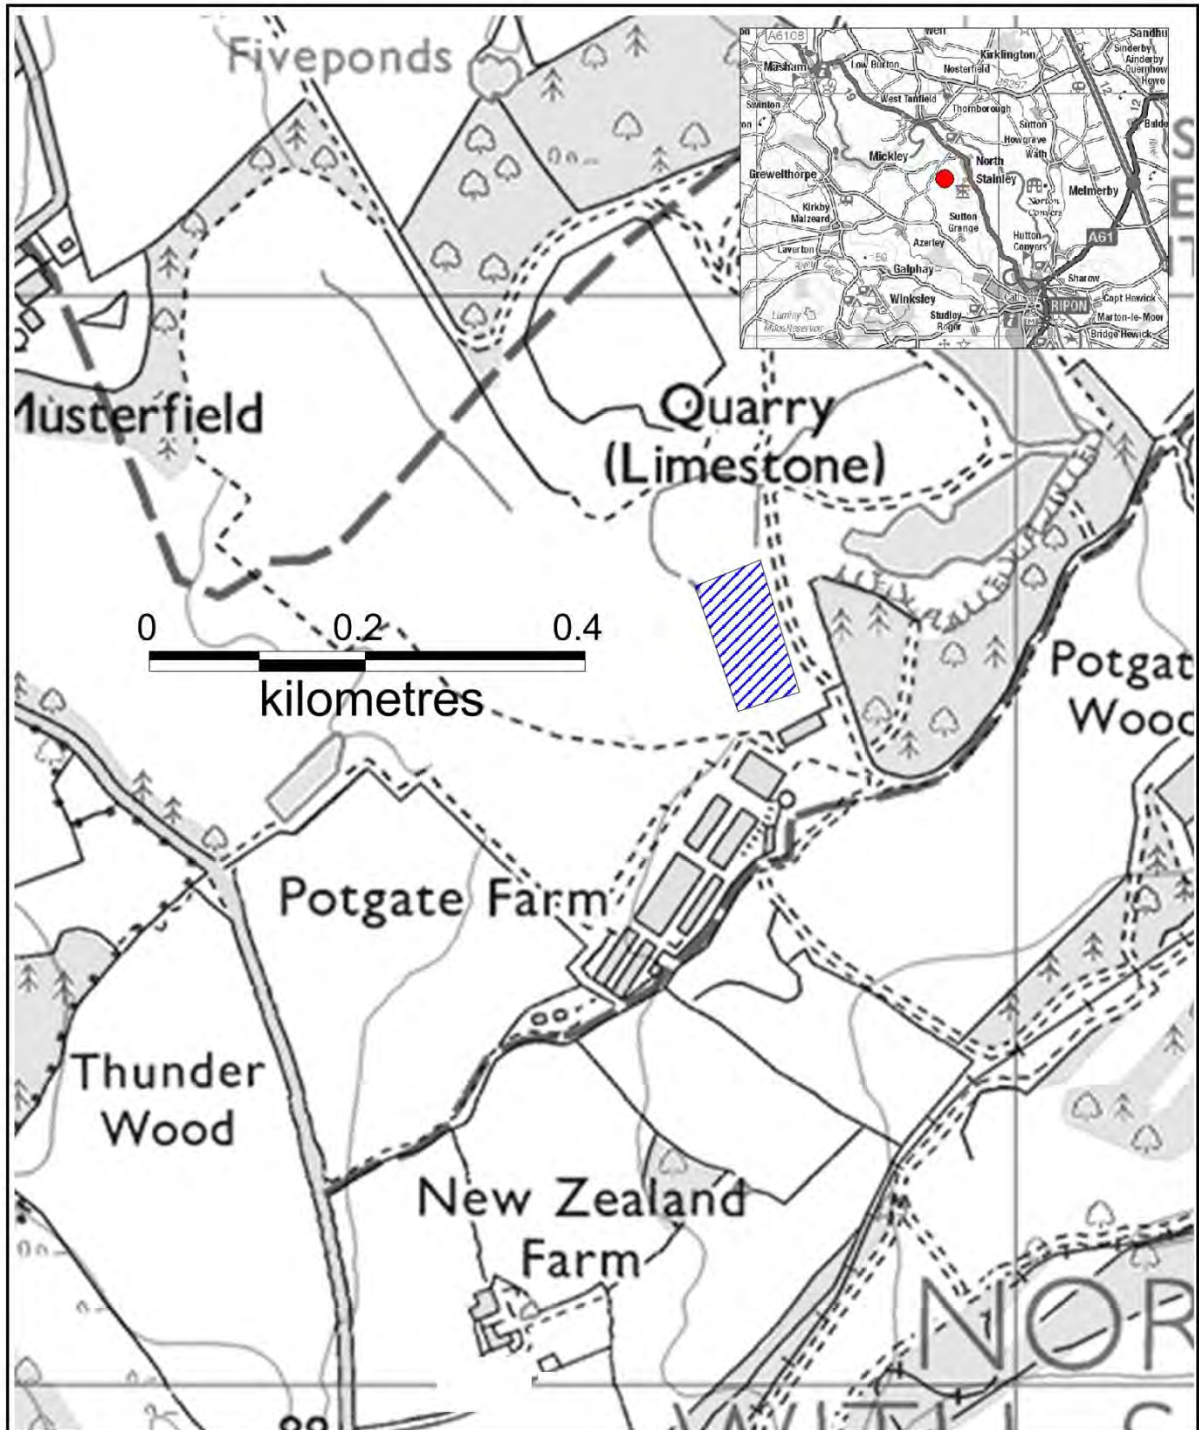 Fiveponds
Musterfield
Quarry
(Limestone)
0 0.2 0.4
kilometres
Potgate Farm
Thunder
Wood
New Zealand
Farm
NOR
A6108
Masham
Low Burton
Kirklington
Nosterfield
Swinton
West Tanfield
Thornborough
Sutton
Howgrave
Wath
Mickley
North
Stainley
Grewelthorpe
Melmerby
Norton
Conyers
Kirkby
Malzeard
Sutton
Grange
Hutton
Conyers
A61
Azerley
Laverton
Galphay
Sharow
Winksley
RIPON
Copt Hewick
Studley
Roger
Marton-le-Moor
Bridge Hewick
Sinderby
Ainderby
Quernhow
19
12
12